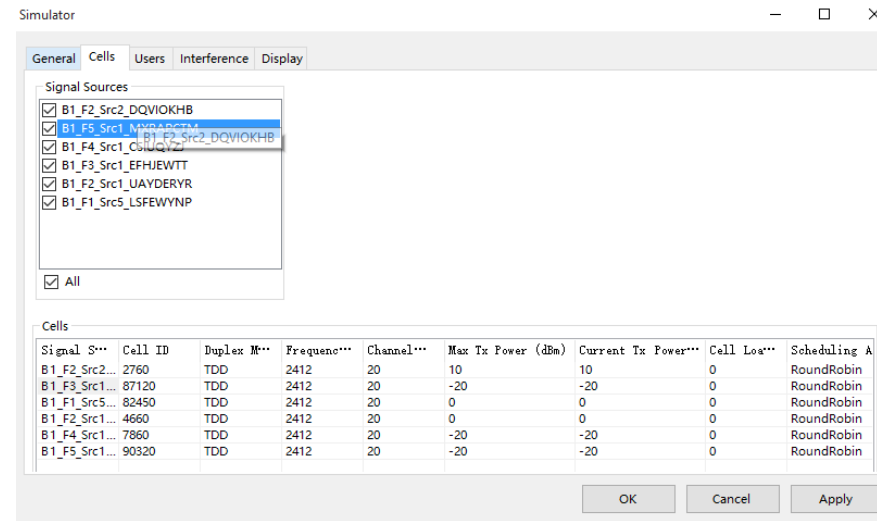 Simulator
General Cells Users Interference Display
Signal Sources
B1_F2_Src2_DQVIOKHB
B1_F5_Src1_MYRAPCTM
B1_F2_Src2_DQVIOKHB
B1_F4_Src1_CSIUQYZJ
B1_F3_Src1_EFHJEWTT
B1_F2_Src1_UAYDERYR
B1_F1_Src5_LSFEWYNP
All
Cells
Signal S··· Cell ID Duplex M··· Frequenc··· Channel··· Max Tx Power (dBm) Current Tx Power··· Cell Loa··· Scheduling A
B1_F2_Src2... 2760 TDD 2412 20 10 10 0 RoundRobin
B1_F3_Src1... 87120 TDD 2412 20 -20 -20 0 RoundRobin
B1_F1_Src5... 82450 TDD 2412 20 0 0 0 RoundRobin
B1_F2_Src1... 4660 TDD 2412 20 0 0 0 RoundRobin
B1_F4_Src1... 7860 TDD 2412 20 -20 -20 0 RoundRobin
B1_F5_Src1... 90320 TDD 2412 20 -20 -20 0 RoundRobin
OK Cancel Apply